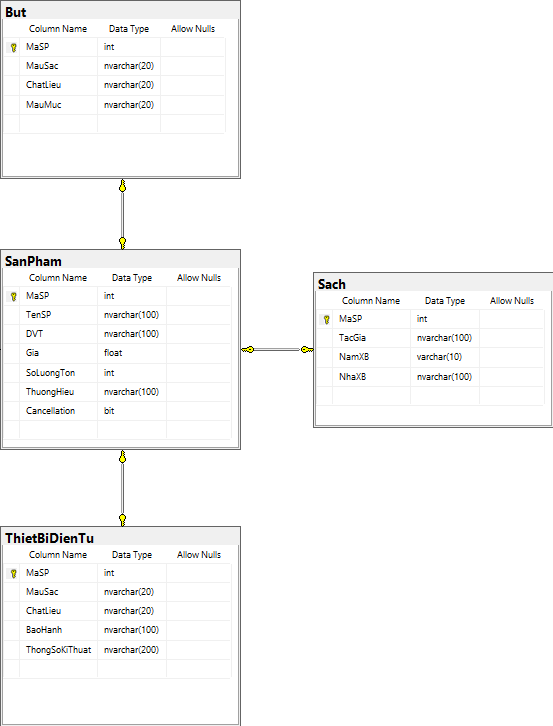 But
Column Name Data Type Allow Nulls
MaSP int
MauSac nvarchar(20)
ChatLieu nvarchar(20)
MauMuc nvarchar(20)
SanPham
Column Name Data Type Allow Nulls
MaSP int
TenSP nvarchar(100)
DVT nvarchar(100)
Gia float
SoLuongTon int
ThuongHieu nvarchar(100)
Cancellation bit
Sach
Column Name Data Type Allow Nulls
MaSP int
TacGia nvarchar(100)
NamXB varchar(10)
NhaXB nvarchar(100)
ThietBiDienTu
Column Name Data Type Allow Nulls
MaSP int
MauSac nvarchar(20)
ChatLieu nvarchar(20)
BaoHanh nvarchar(100)
ThongSoKiThuat nvarchar(200)